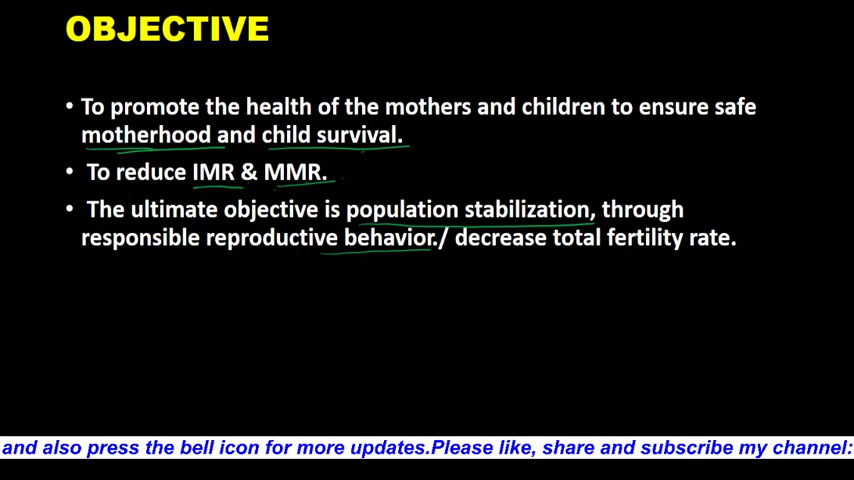 OBJECTIVE
• To promote the health of the mothers and children to ensure safe
motherhood and child survival.
• To reduce IMR & MMR.
• The ultimate objective is population stabilization, through
responsible reproductive behavior./ decrease total fertility rate.
and also press the bell icon for more updates.Please like, share and subscribe my channel: